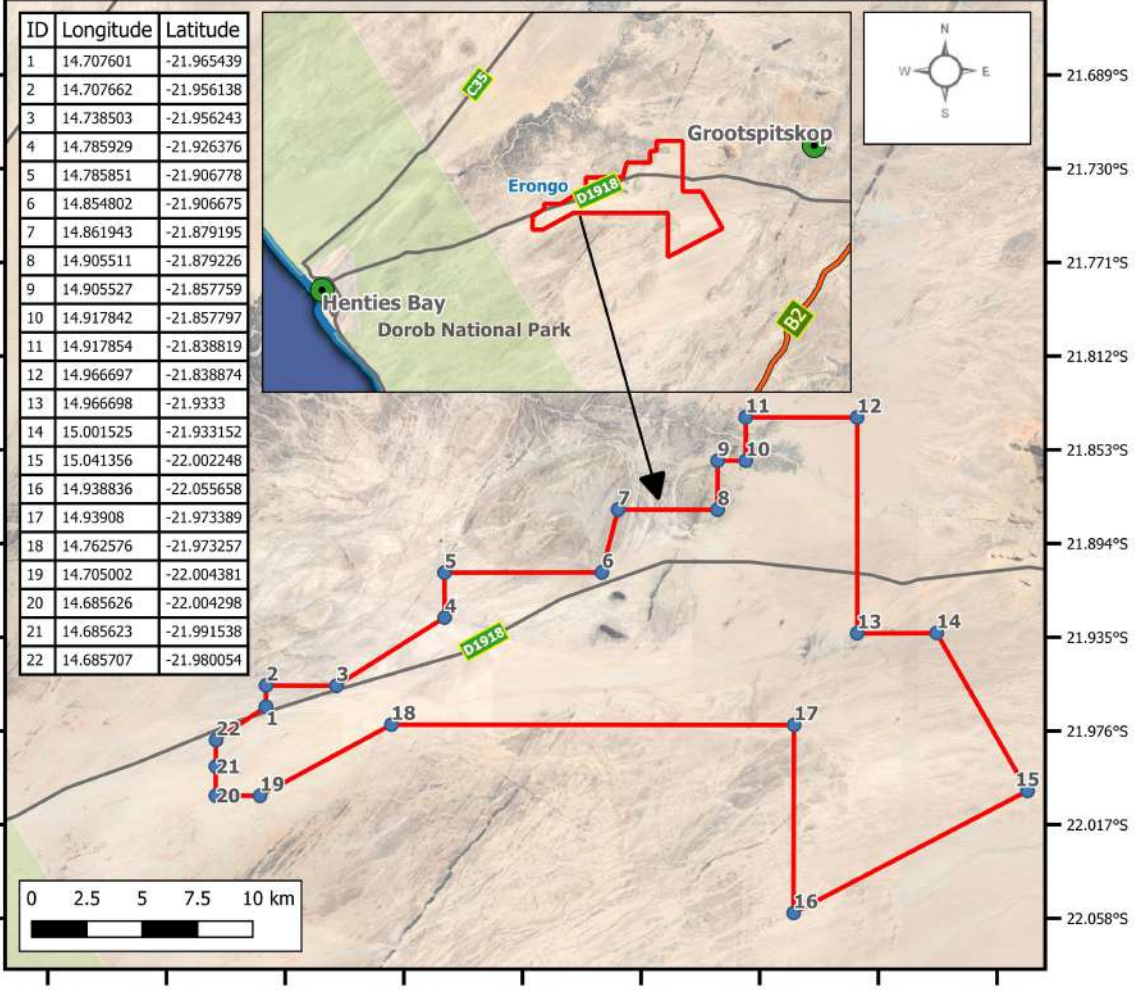 ID Longitude Latitude
1 14.707601 -21.965439
2 14.707662 -21.956138
3 14.738503 -21.956243
4 14.785929 -21.926376
5 14.785851 -21.906778
6 14.854802 -21.906675
7 14.861943 -21.879195
8 14.905511 -21.879226
9 14.905527 -21.857759
10 14.917842 -21.857797
11 14.917854 -21.838819
12 14.966697 -21.838874
13 14.966698 -21.9333
14 15.001525 -21.933152
15 15.041356 -22.002248
16 14.938836 -22.055658
17 14.93908 -21.973389
18 14.762576 -21.973257
19 14.705002 -22.004381
20 14.685626 -22.004298
21 14.685623 -21.991538
22 14.685707 -21.980054
C35
Grootspitskop
Erongo
D1918
Henties Bay
Dorob National Park
B2
N
W E
S
21.689°S
21.730°S
21.771°S
21.812°S
21.853°S
21.894°S
21.935°S
21.976°S
22.017°S
22.058°S
11 12
9 10
7 8
5 6
4
13 14
D1918
2 3
1
18 17
22
21
20 19
15
16
0 2.5 5 7.5 10 km